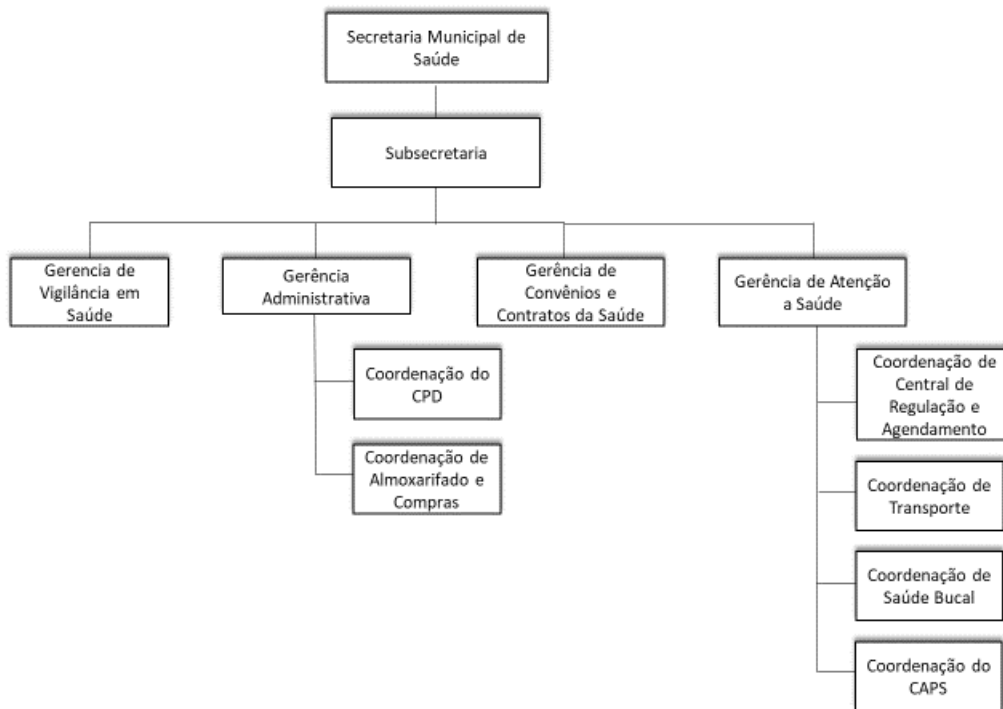 Secretaria Municipal de
Saúde
Subsecretaria
Gerencia de
Vigilância em
Saúde
Gerência
Administrativa
Gerência de
Convênios e
Contratos da Saúde
Gerência de Atenção
a Saúde
Coordenação do
CPD
Coordenação de
Almoxarifado e
Compras
Coordenação de
Central de
Regulação e
Agendamento
Coordenação de
Transporte
Coordenação de
Saúde Bucal
Coordenação do
CAPS